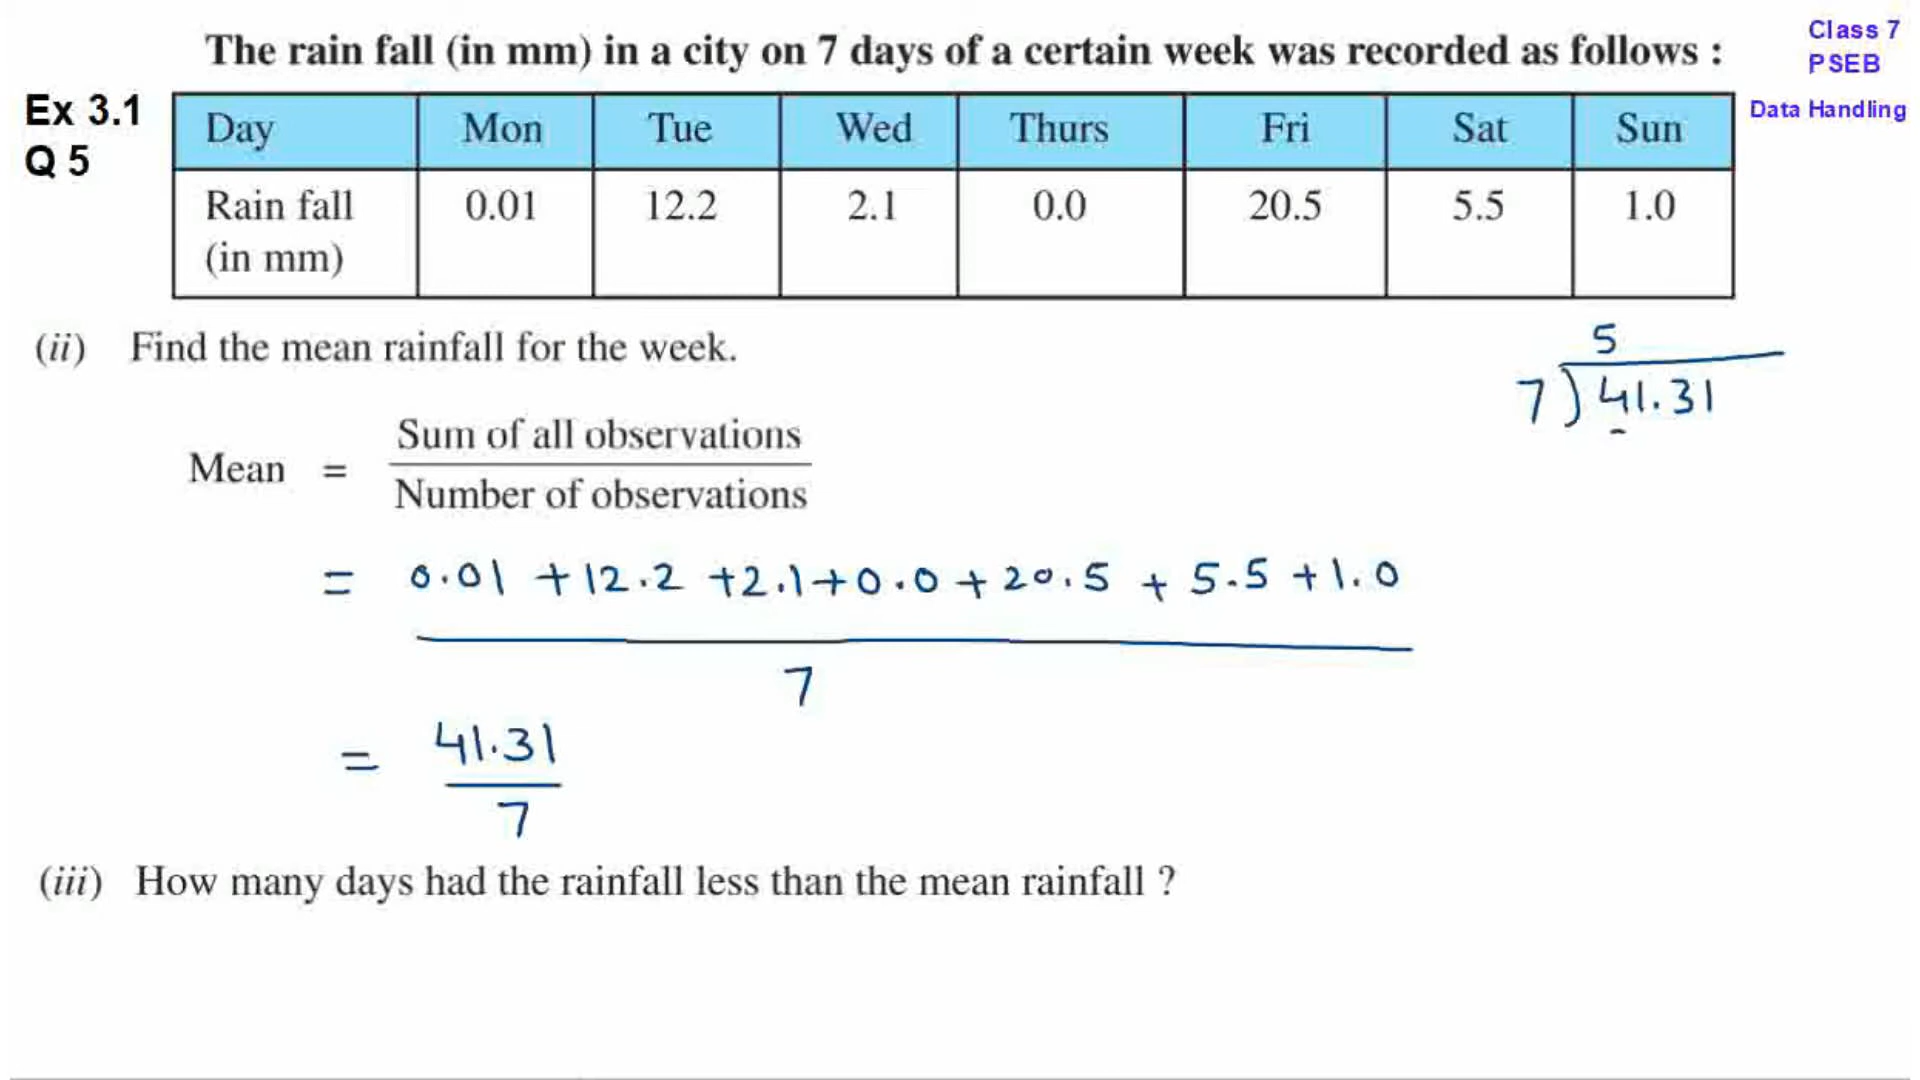 The rain fall (in mm) in a city on 7 days of a certain week was recorded as follows :
Class 7
PSEB
Data Handling
Ex 3.1
Q 5
Day Mon Tue Wed Thurs Fri Sat Sun
Rain fall 0.01 12.2 2.1 0.0 20.5 5.5 1.0
(in mm)
(ii) Find the mean rainfall for the week.
5
7 ) 41.31
Sum of all observations
Mean =
Number of observations
= 0.01 + 12.2 + 2.1 + 0.0 + 20.5 + 5.5 + 1.0
7
= 41.31
7
(iii) How many days had the rainfall less than the mean rainfall ?